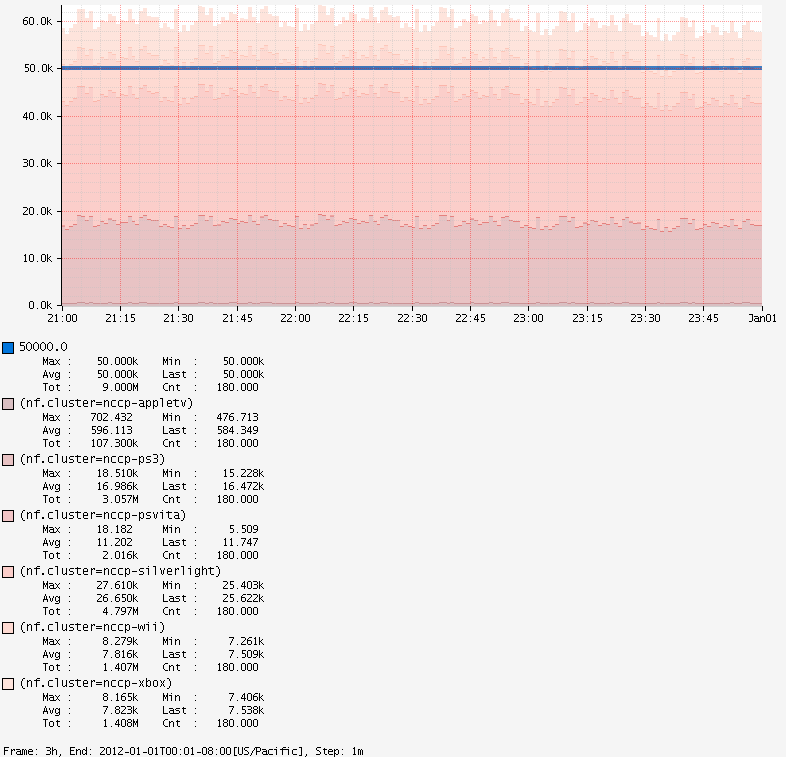 60.0k
50.0k
40.0k
30.0k
20.0k
10.0k
0.0k
21:00 21:15 21:30 21:45 22:00 22:15 22:30 22:45 23:00 23:15 23:30 23:45 Jan01
50000.0
Max : 50.000k Min : 50.000k
Avg : 50.000k Last : 50.000k
Tot : 9.000M Cnt : 180.000
(nf.cluster=nccp-appletv)
Max : 702.432 Min : 476.713
Avg : 596.113 Last : 584.349
Tot : 107.300k Cnt : 180.000
(nf.cluster=nccp-ps3)
Max : 18.510k Min : 15.228k
Avg : 16.986k Last : 16.472k
Tot : 3.057M Cnt : 180.000
(nf.cluster=nccp-psvita)
Max : 18.182 Min : 5.509
Avg : 11.202 Last : 11.747
Tot : 2.016k Cnt : 180.000
(nf.cluster=nccp-silverlight)
Max : 27.610k Min : 25.403k
Avg : 26.650k Last : 25.622k
Tot : 4.797M Cnt : 180.000
(nf.cluster=nccp-wii)
Max : 8.279k Min : 7.261k
Avg : 7.816k Last : 7.509k
Tot : 1.407M Cnt : 180.000
(nf.cluster=nccp-xbox)
Max : 8.165k Min : 7.406k
Avg : 7.823k Last : 7.538k
Tot : 1.408M Cnt : 180.000
Frame: 3h, End: 2012-01-01T00:01-08:00[US/Pacific], Step: 1m